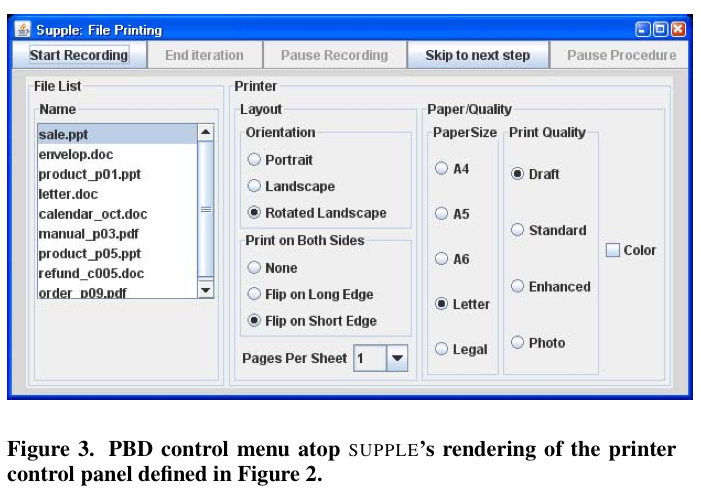 Supple: File Printing
Start Recording End iteration Pause Recording Skip to next step Pause Procedure
File List
Name
sale.ppt
envelop.doc
product_p01.ppt
letter.doc
calendar_oct.doc
manual_p03.pdf
product_p05.ppt
refund_c005.doc
order_p09.pdf
Printer
Layout
Orientation
Portrait
Landscape
Rotated Landscape
Print on Both Sides
None
Flip on Long Edge
Flip on Short Edge
Pages Per Sheet 1
Paper/Quality
PaperSize
A4
A5
A6
Letter
Legal
Print Quality
Draft
Standard
Enhanced
Photo
Color
Figure 3. PBD control menu atop SUPPLE's rendering of the printer
control panel defined in Figure 2.